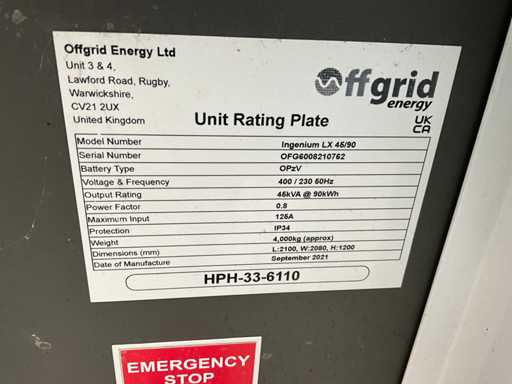 Offgrid Energy Ltd
Unit 3 & 4,
Lawford Road, Rugby,
Warwickshire,
CV21 2UX
United Kingdom
Offgrid
energy
Unit Rating Plate
UK
CA
Model Number Ingenium LX 45/90
Serial Number OFG6008210762
Battery Type OPzV
Voltage & Frequency 400 / 230 50Hz
Output Rating 45kVA @ 90kWh
Power Factor 0.8
Maximum Input 125A
Protection IP34
Weight 4,000kg (approx)
Dimensions (mm) L:2100, W:2080, H:1200
Date of Manufacture September 2021
HPH-33-6110
EMERGENCY
STOP